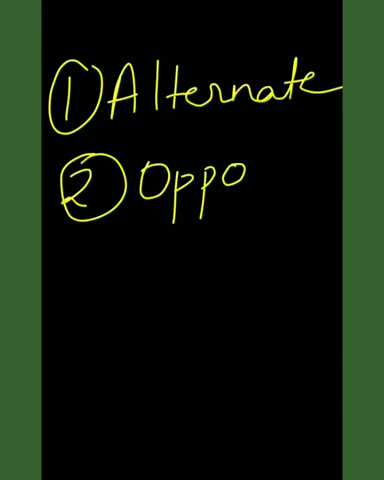 ① Alternate
② Oppo